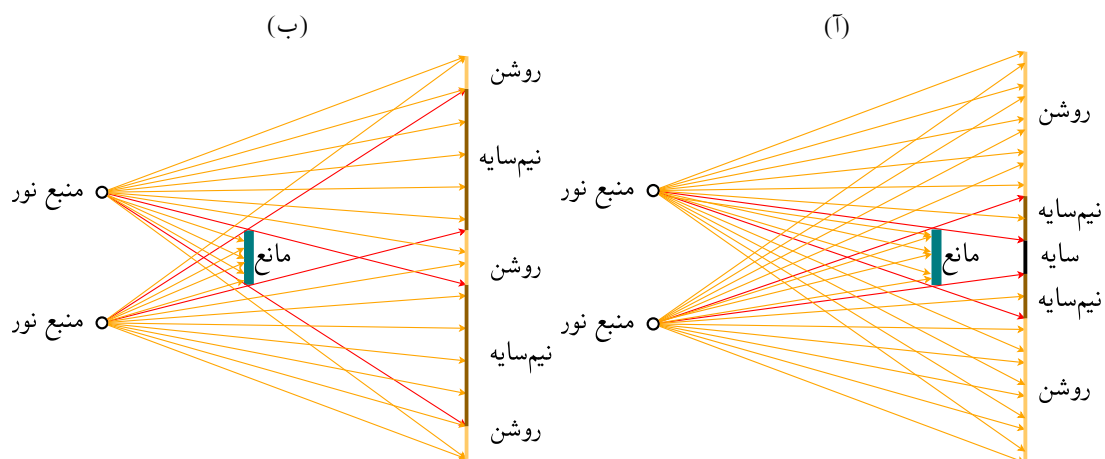 (آ)
روشن
منبع نور
نیم‌سایه
مانع
سایه
نیم‌سایه
منبع نور
روشن
(ب)
روشن
نیم‌سایه
منبع نور
مانع
روشن
منبع نور
نیم‌سایه
روشن